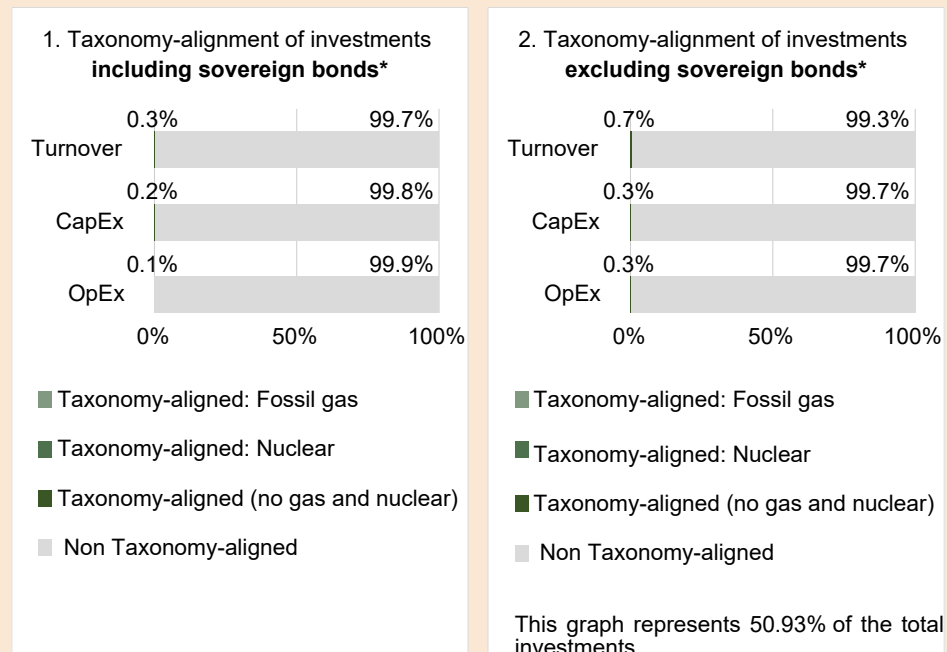 1. Taxonomy-alignment of investments
including sovereign bonds*
0.3% 99.7%
Turnover
0.2% 99.8%
CapEx
0.1% 99.9%
OpEx
0% 50% 100%
Taxonomy-aligned: Fossil gas
Taxonomy-aligned: Nuclear
Taxonomy-aligned (no gas and nuclear)
Non Taxonomy-aligned
2. Taxonomy-alignment of investments
excluding sovereign bonds*
0.7% 99.3%
Turnover
0.3% 99.7%
CapEx
0.3% 99.7%
OpEx
0% 50% 100%
Taxonomy-aligned: Fossil gas
Taxonomy-aligned: Nuclear
Taxonomy-aligned (no gas and nuclear)
Non Taxonomy-aligned
This graph represents 50.93% of the total
investments